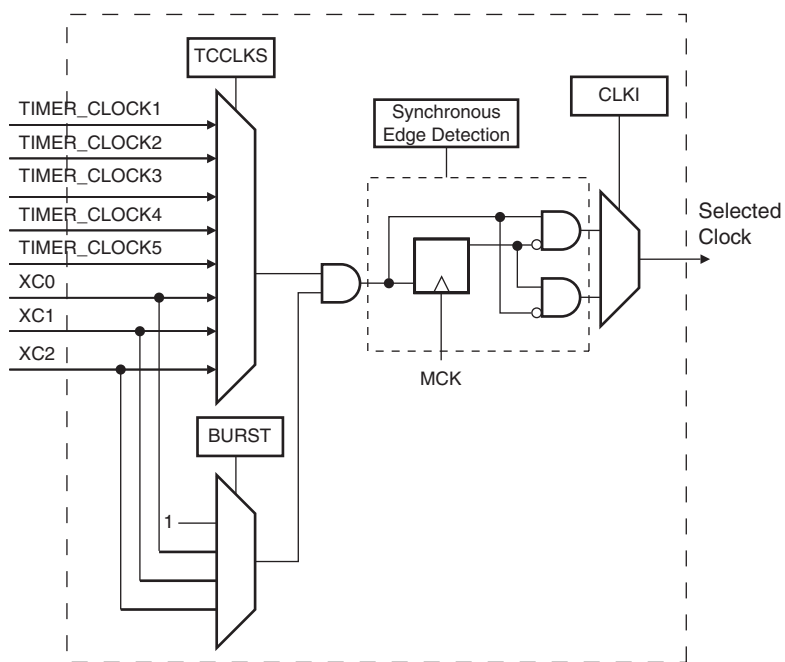 TCCLKS
TIMER_CLOCK1
TIMER_CLOCK2
TIMER_CLOCK3
TIMER_CLOCK4
TIMER_CLOCK5
XC0
XC1
XC2
Synchronous
Edge Detection
CLKI
Selected
Clock
MCK
BURST
1